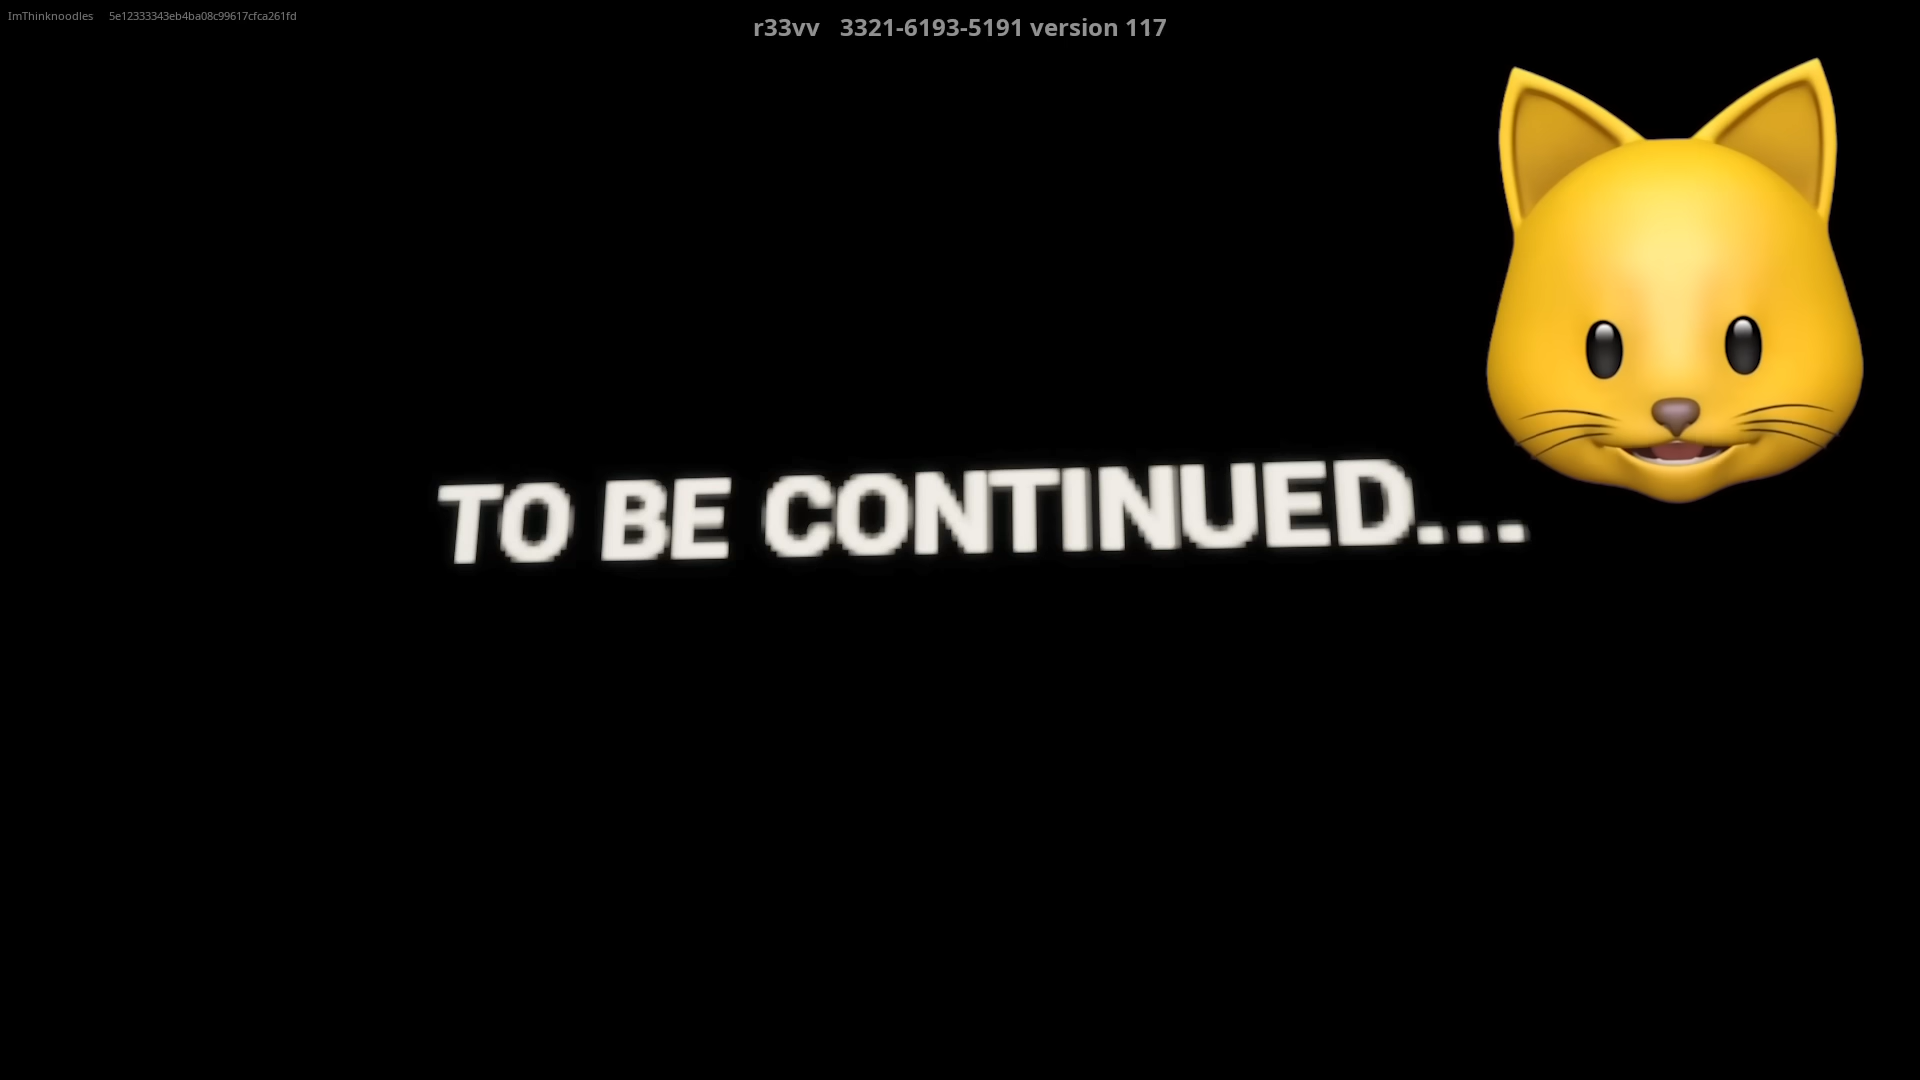 ImThinknoodles 5e12333343eb4ba08c99617cfca261fd
r33vv 3321-6193-5191 version 117
TO BE CONTINUED...